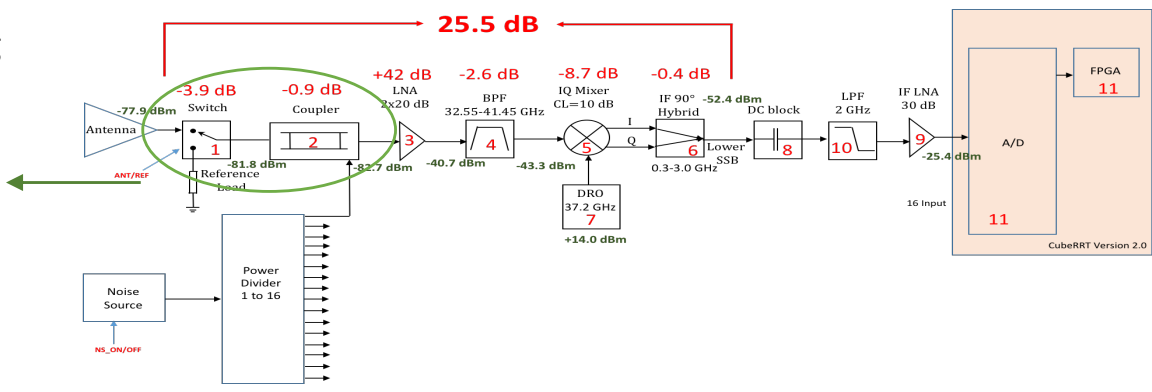 25.5 dB
-3.9 dB
-0.9 dB
+42 dB
-2.6 dB
-8.7 dB
-0.4 dB
Switch
Coupler
LNA
2x20 dB
BPF
32.55-41.45 GHz
IQ Mixer
CL=10 dB
IF 90°
Hybrid
DC block
LPF
2 GHz
IF LNA
30 dB
-77.9 dBm
Antenna
1
2
3
4
5
6
8
10
9
I
Q
Lower
SSB
0.3-3.0 GHz
-52.4 dBm
-81.8 dBm
-82.7 dBm
-40.7 dBm
-43.3 dBm
-25.4 dBm
ANT/REF
Reference
Load
DRO
37.2 GHz
7
+14.0 dBm
16 Input
A/D
11
FPGA
11
CubeRRT Version 2.0
Power
Divider
1 to 16
Noise
Source
NS_ON/OFF